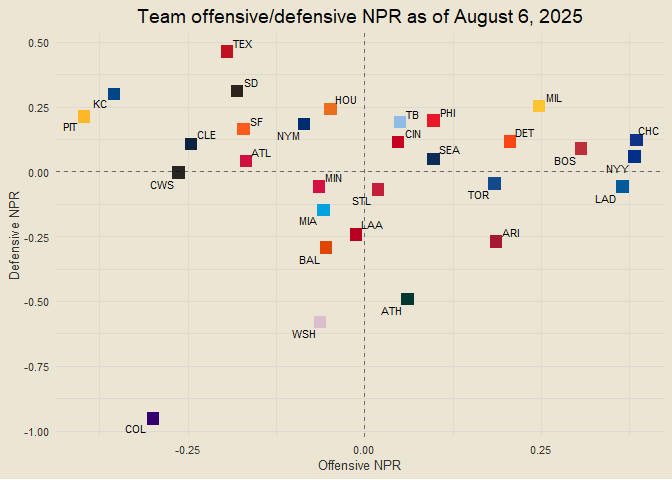 Team offensive/defensive NPR as of August 6, 2025
0.50
TEX
SD
KC
0.25
HOU
MIL
PIT
SF
TB
PHI
NYM
CLE
CIN
DET
CHC
ATL
SEA
BOS
0.00
NYY
CWS
MIN
STL
TOR
LAD
MIA
LAA
ARI
-0.25
BAL
Defensive NPR
-0.50
ATH
WSH
-0.75
COL
-1.00
-0.25
0.00
0.25
Offensive NPR